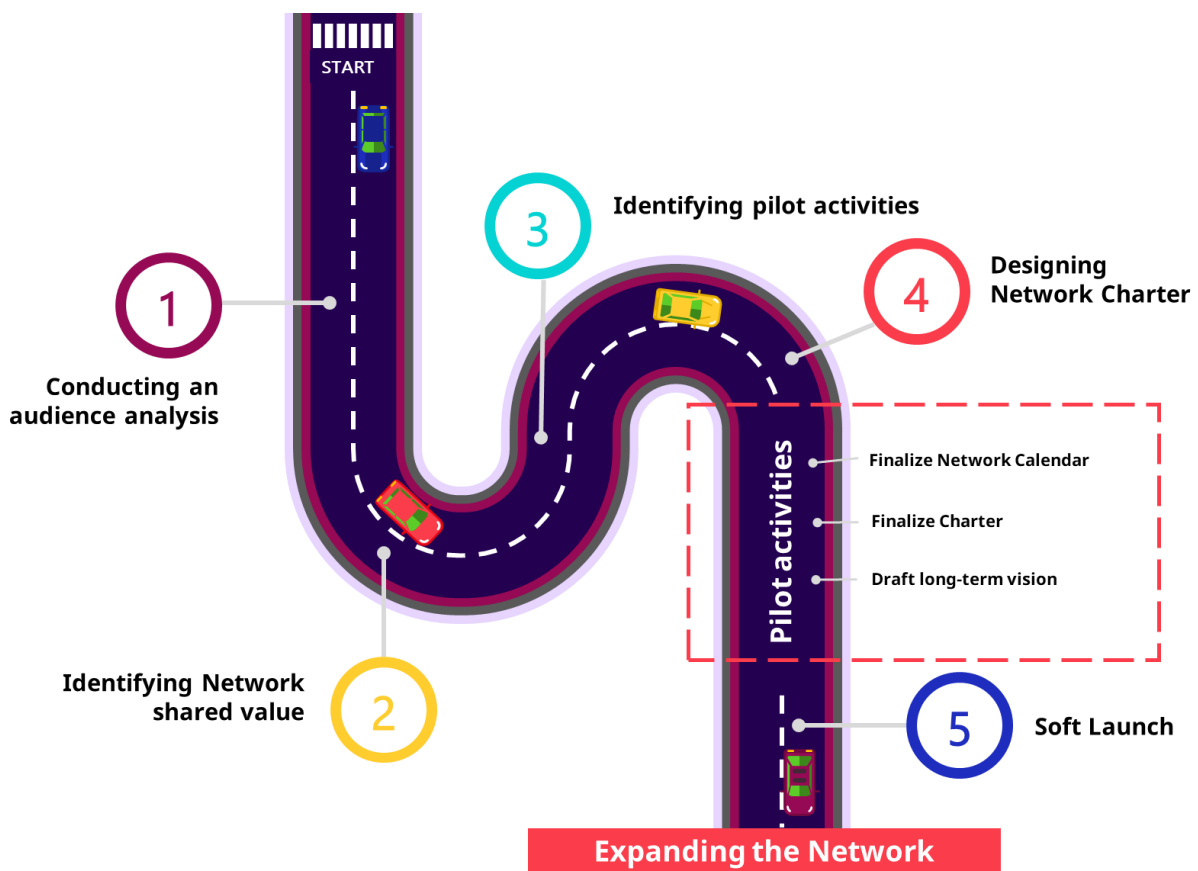 START
1
Conducting an
audience analysis
2
Identifying Network
shared value
3
Identifying pilot activities
4
Designing
Network Charter
Pilot activities
Finalize Network Calendar
Finalize Charter
Draft long-term vision
5
Soft Launch
Expanding the Network